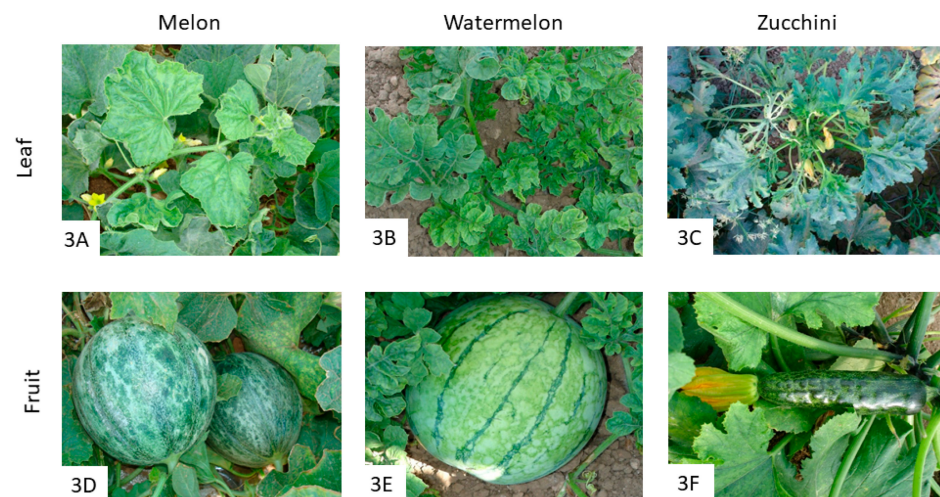 Melon Watermelon Zucchini
Leaf
3A 3B 3C
Fruit
3D 3E 3F